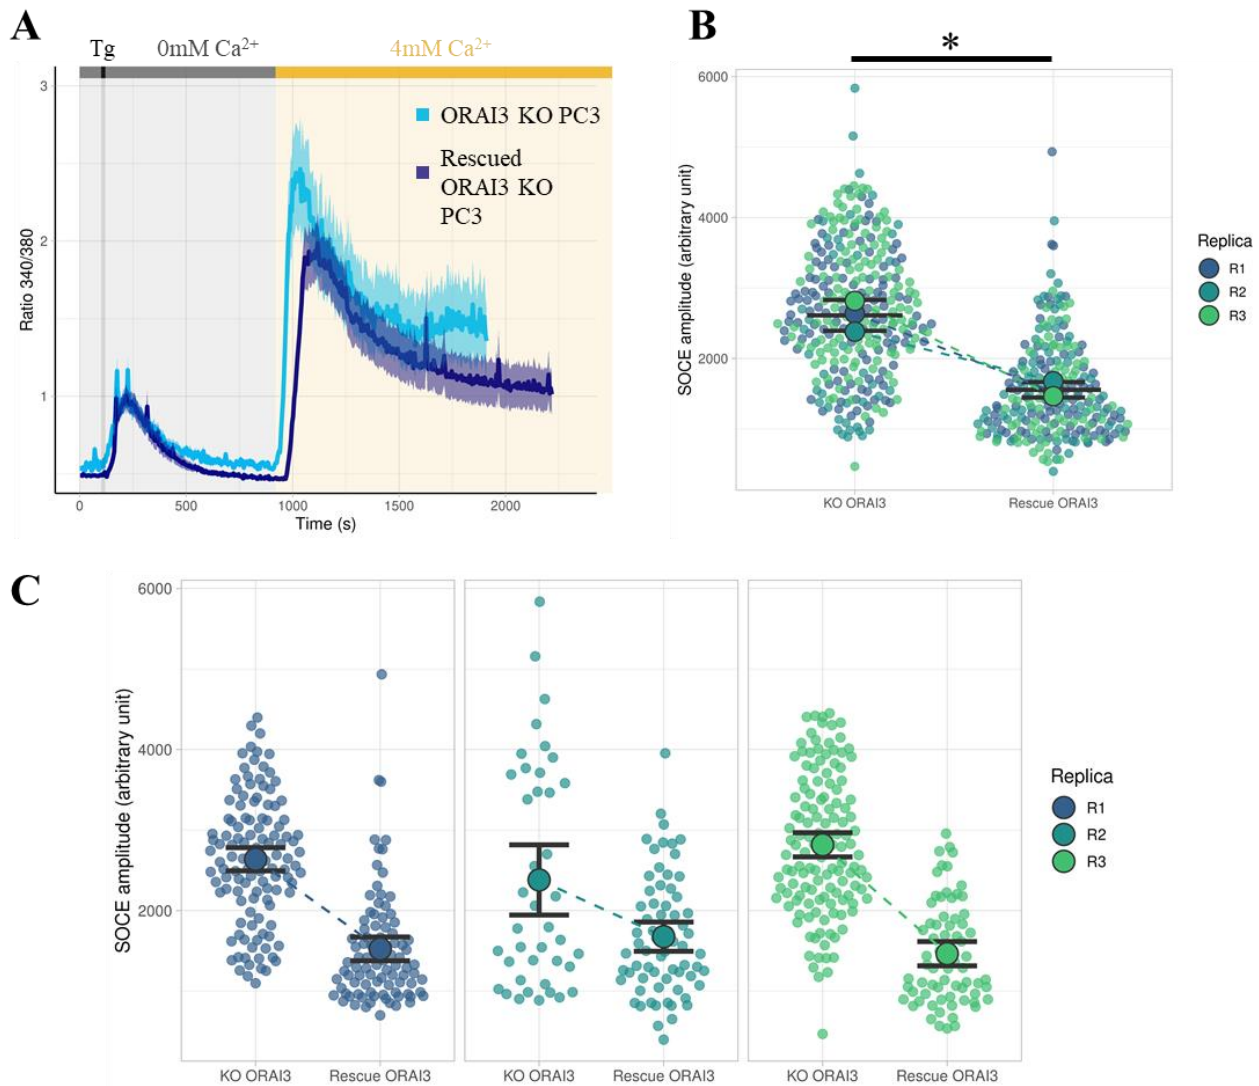 A
Tg 0mM Ca²⁺ 4mM Ca²⁺
3
2
1
Ratio 340/380
ORAI3 KO PC3
Rescued
ORAI3 KO
PC3
0 500 1000 1500 2000
Time (s)
B
*
6000
4000
2000
SOCE amplitude (arbitrary unit)
KO ORAI3 Rescue ORAI3
Replica
R1
R2
R3
C
6000
4000
2000
SOCE amplitude (arbitrary unit)
KO ORAI3 Rescue ORAI3 KO ORAI3 Rescue ORAI3 KO ORAI3 Rescue ORAI3
Replica
R1
R2
R3